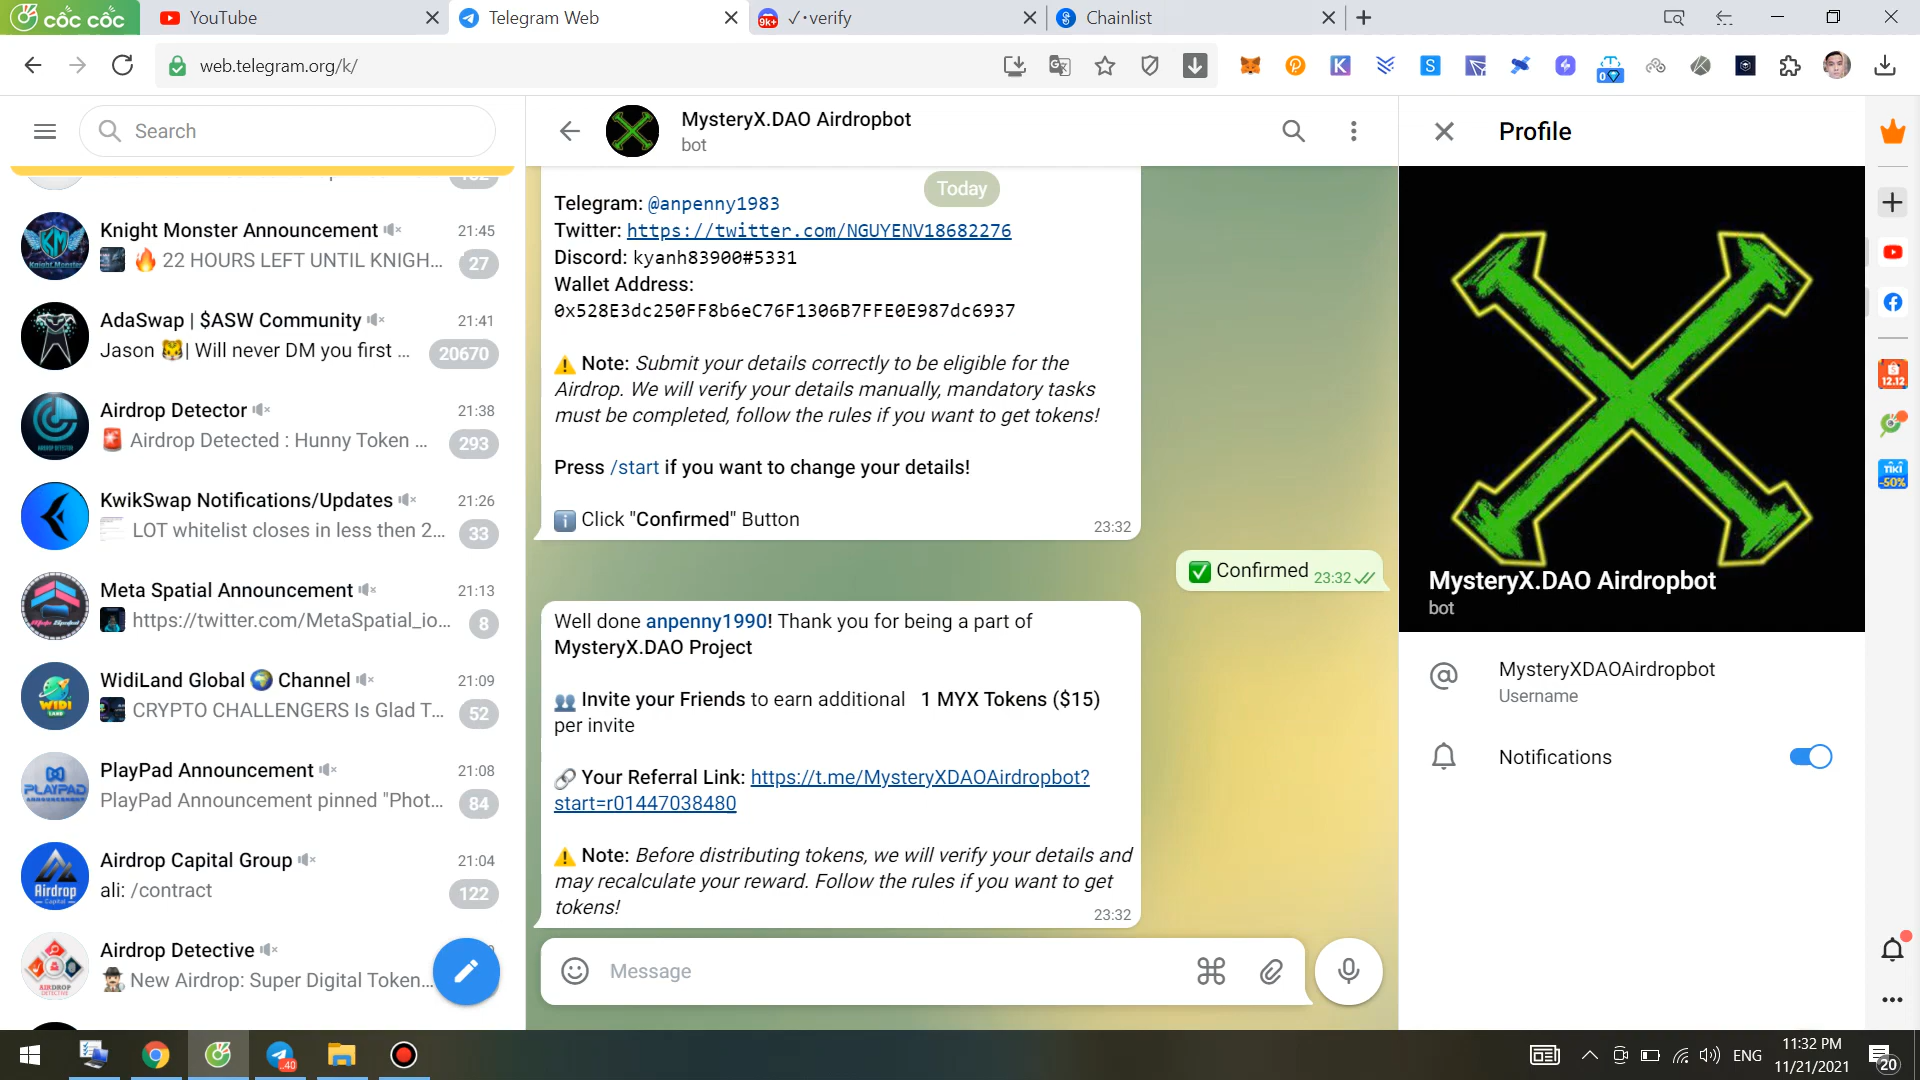 cốc cốc
YouTube
Telegram Web
9k+
✓·verify
Chainlist
web.telegram.org/k/
Search
Knight Monster Announcement
21:45
🔥 22 HOURS LEFT UNTIL KNIGH...
27
AdaSwap | $ASW Community
21:41
Jason 🐯| Will never DM you first ...
20670
Airdrop Detector
21:38
🚨 Airdrop Detected : Hunny Token ...
293
KwikSwap Notifications/Updates
21:26
LOT whitelist closes in less then 2...
33
Meta Spatial Announcement
21:13
https://twitter.com/MetaSpatial_io...
8
WidiLand Global 🌍 Channel
21:09
CRYPTO CHALLENGERS Is Glad T...
52
PlayPad Announcement
21:08
PlayPad Announcement pinned "Phot...
84
Airdrop Capital Group
21:04
ali: /contract
122
Airdrop Detective
New Airdrop: Super Digital Token...
MysteryX.DAO Airdropbot
bot
Today
Telegram: @anpenny1983
Twitter: https://twitter.com/NGUYENV18682276
Discord: kyanh83900#5331
Wallet Address:
0x528E3dc250FF8b6eC76F1306B7FFE0E987dc6937
⚠️ Note: Submit your details correctly to be eligible for the
Airdrop. We will verify your details manually, mandatory tasks
must be completed, follow the rules if you want to get tokens!
Press /start if you want to change your details!
ℹ️ Click "Confirmed" Button
23:32
✅ Confirmed 23:32
Well done anpenny1990! Thank you for being a part of
MysteryX.DAO Project
👥 Invite your Friends to earn additional 1 MYX Tokens ($15)
per invite
🔗 Your Referral Link: https://t.me/MysteryXDAOAirdropbot?
start=r01447038480
⚠️ Note: Before distributing tokens, we will verify your details and
may recalculate your reward. Follow the rules if you want to get
tokens!
23:32
Message
Profile
MysteryX.DAO Airdropbot
bot
MysteryXDAOAirdropbot
Username
Notifications
12.12
TIKI
-50%
40
ENG
11:32 PM
11/21/2021
20